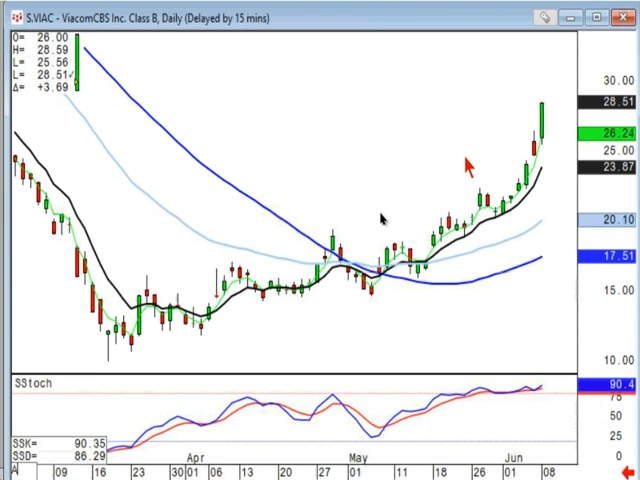 S.VIAC - ViacomCBS Inc. Class B, Daily (Delayed by 15 mins)
O= 26.00
H= 28.59
L= 25.56
L= 28.51✓
Δ= +3.69
30.00
28.51
26.24
25.00
23.87
20.10
17.51
15.00
10.00
SStoch
90.4
75
50
25
0
SSK= 90.35
SSD= 86.29
Apr May Jun
A 09 16 23 30 01 06 13 20 27 01 11 18 26 01 08